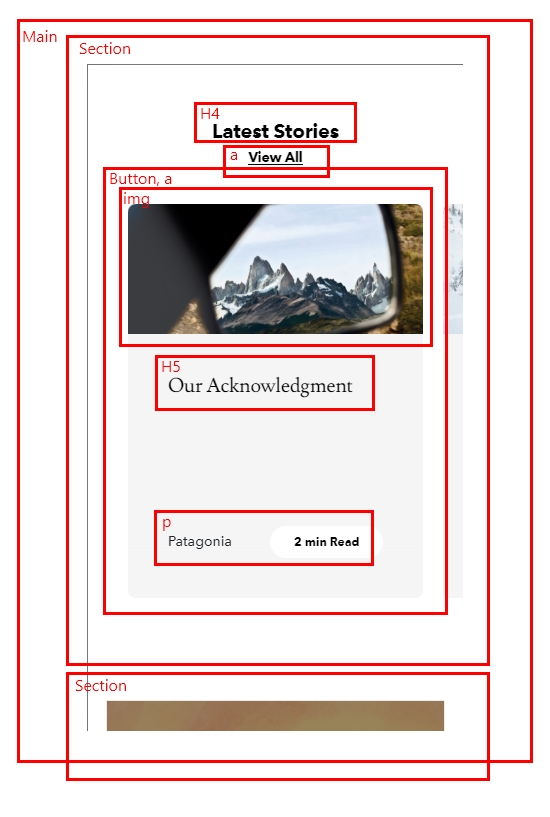 Main
Section
H4
Latest Stories
a
View All
Button, a
img
H5
Our Acknowledgment
p
Patagonia
2 min Read
Section